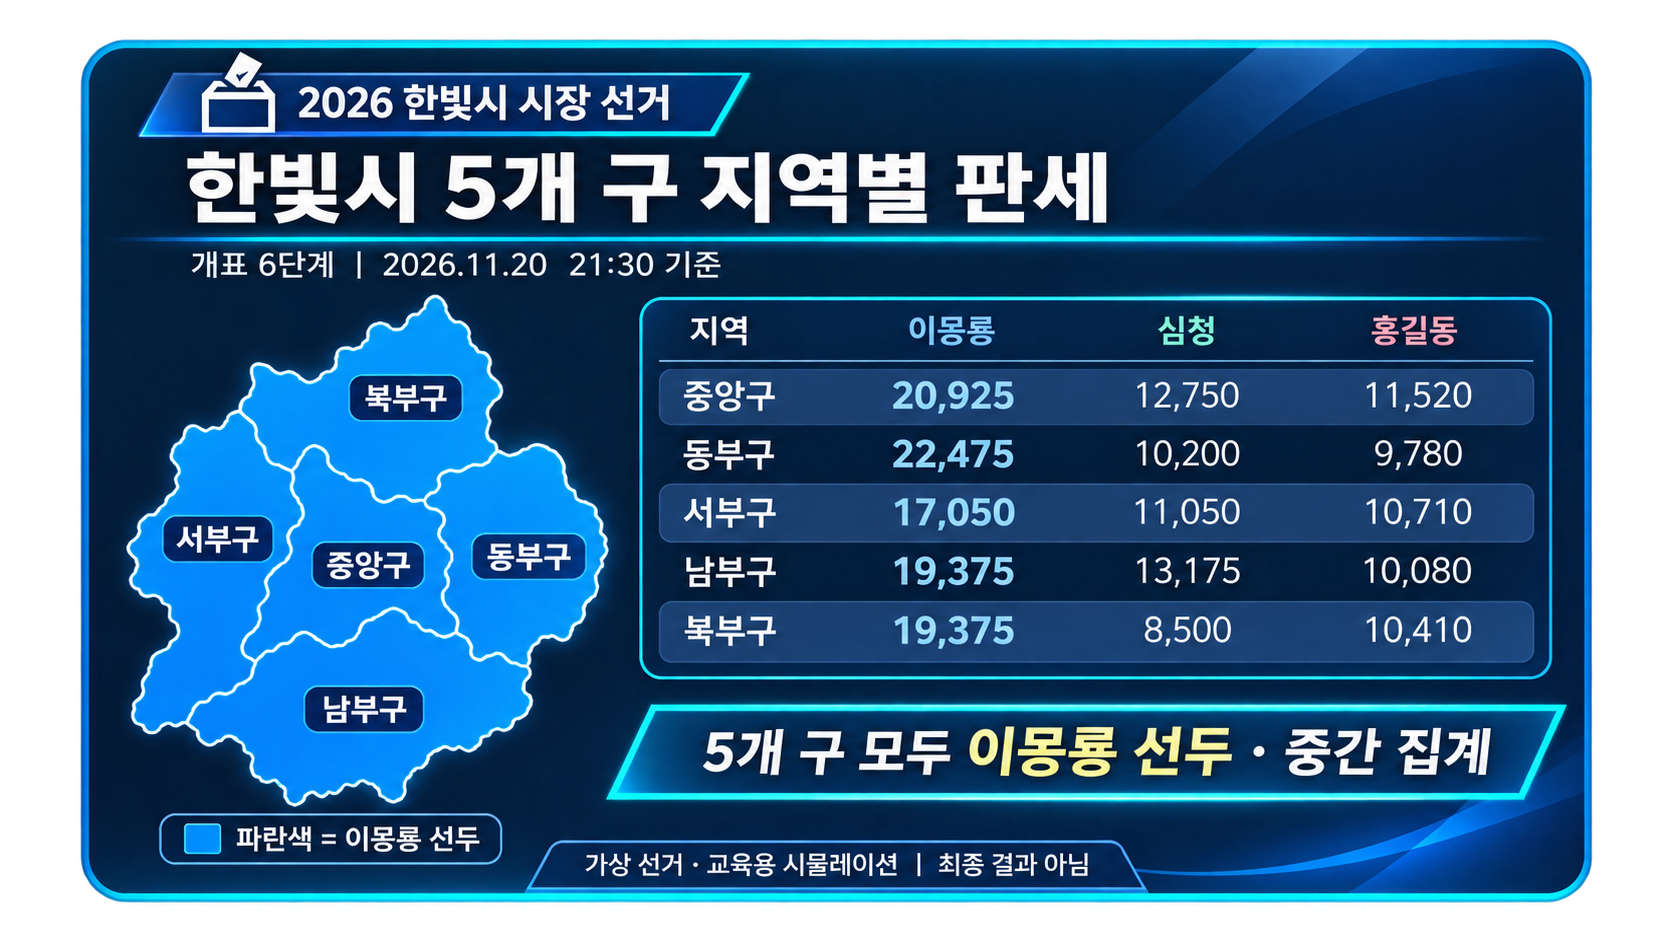 2026 한빛시 시장 선거
한빛시 5개 구 지역별 판세
개표 6단계 | 2026.11.20 21:30 기준
북부구
서부구
중앙구
동부구
남부구
파란색 = 이몽룡 선두
지역 이몽룡 심청 홍길동
중앙구 20,925 12,750 11,520
동부구 22,475 10,200 9,780
서부구 17,050 11,050 10,710
남부구 19,375 13,175 10,080
북부구 19,375 8,500 10,410
5개 구 모두 이몽룡 선두 · 중간 집계
가상 선거 · 교육용 시뮬레이션 | 최종 결과 아님